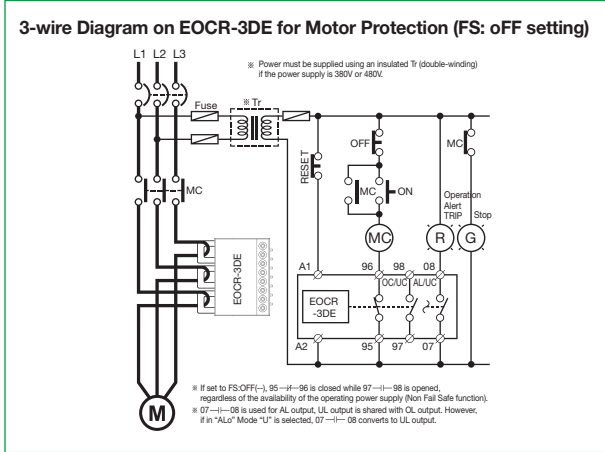 3-wire Diagram on EOCR-3DE for Motor Protection (FS: oFF setting)
L1 L2 L3
※ Power must be supplied using an insulated Tr (double-winding)
if the power supply is 380V or 480V.
Fuse
※ Tr
OFF
MC
RESET
MC
MC
ON
Operation
Alert
TRIP
Stop
MC
R
G
EOCR-3DE
A1
96
98
08
OC/UC
AL/UC
EOCR
-3DE
A2
95
97
07
M
※ If set to FS:OFF(--), 95 96 is closed while 97 98 is opened,
regardless of the availability of the operating power supply (Non Fail Safe function).
※ 07 08 is used for AL output, UL output is shared with OL output. However,
if in "ALo" Mode "U" is selected, 07 08 converts to UL output.